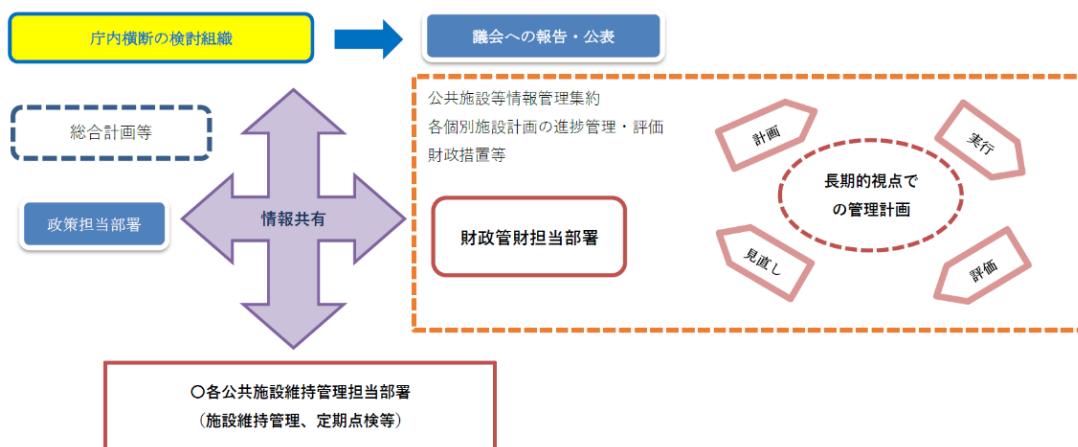 庁内横断の検討組織
議会への報告・公表
総合計画等
政策担当部署
情報共有
公共施設等情報管理集約
各個別施設計画の進捗管理・評価
財政措置等
財政管財担当部署
計画
実行
長期的視点で
の管理計画
見直し
評価
〇各公共施設維持管理担当部署
（施設維持管理、定期点検等）